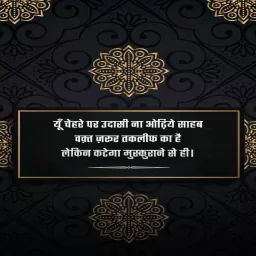 यूँ चेहरे पर उदासी ना ओढ़िये साहब
वक़्त ज़रूर तकलीफ का है
लेकिन कटेगा मुस्कुराने से ही।